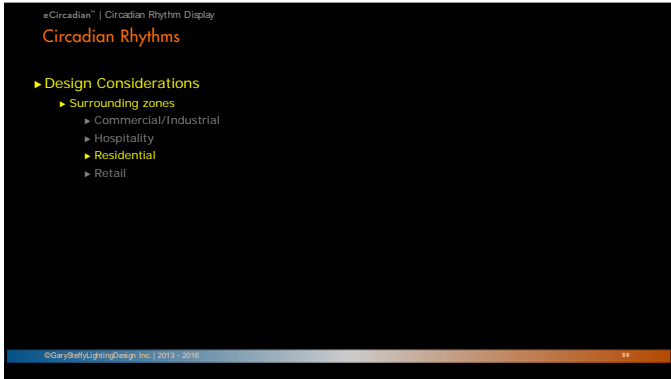 eCircadian™ | Circadian Rhythm Display
Circadian Rhythms
► Design Considerations
► Surrounding zones
► Commercial/Industrial
► Hospitality
► Residential
► Retail
©GarySteffyLightingDesign Inc. | 2013 - 2016
80